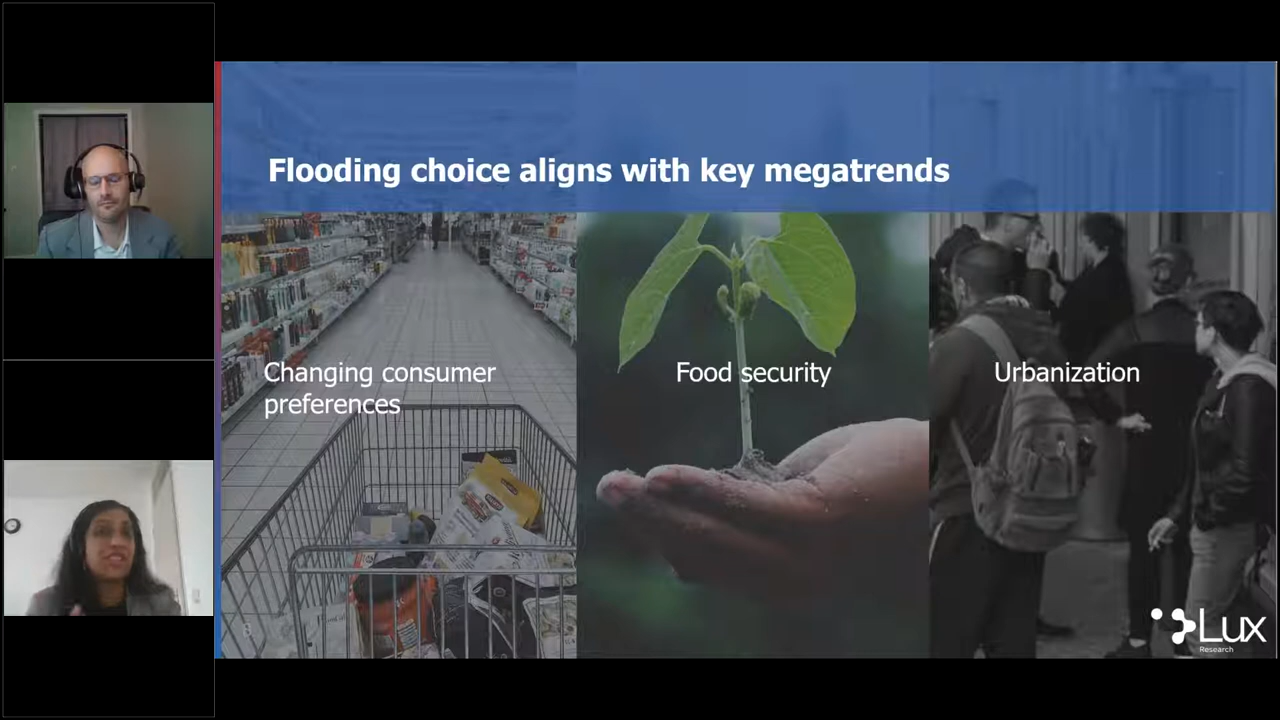 Flooding choice aligns with key megatrends
Changing consumer
preferences
Food security
Urbanization
Lux
Research